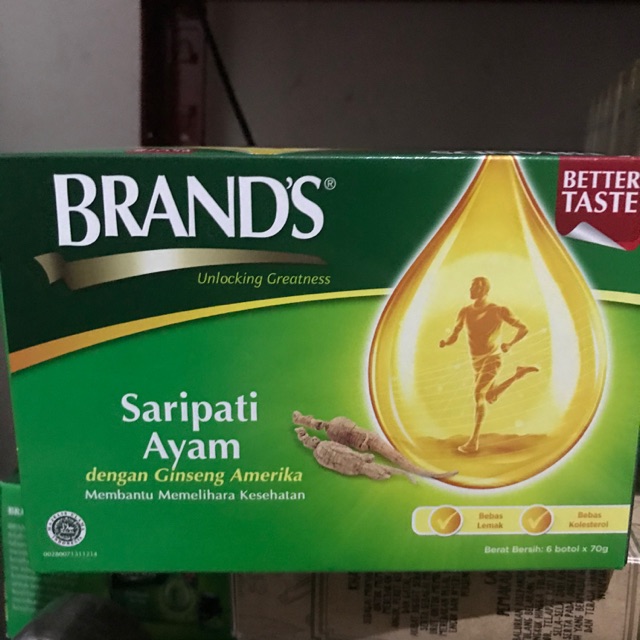 BRAND'S®
Unlocking Greatness
BETTER
TASTE
Saripati
Ayam
dengan Ginseng Amerika
Membantu Memelihara Kesehatan
Bebas
Lemak
Bebas
Kolesterol
Berat Bersih: 6 botol x 70g